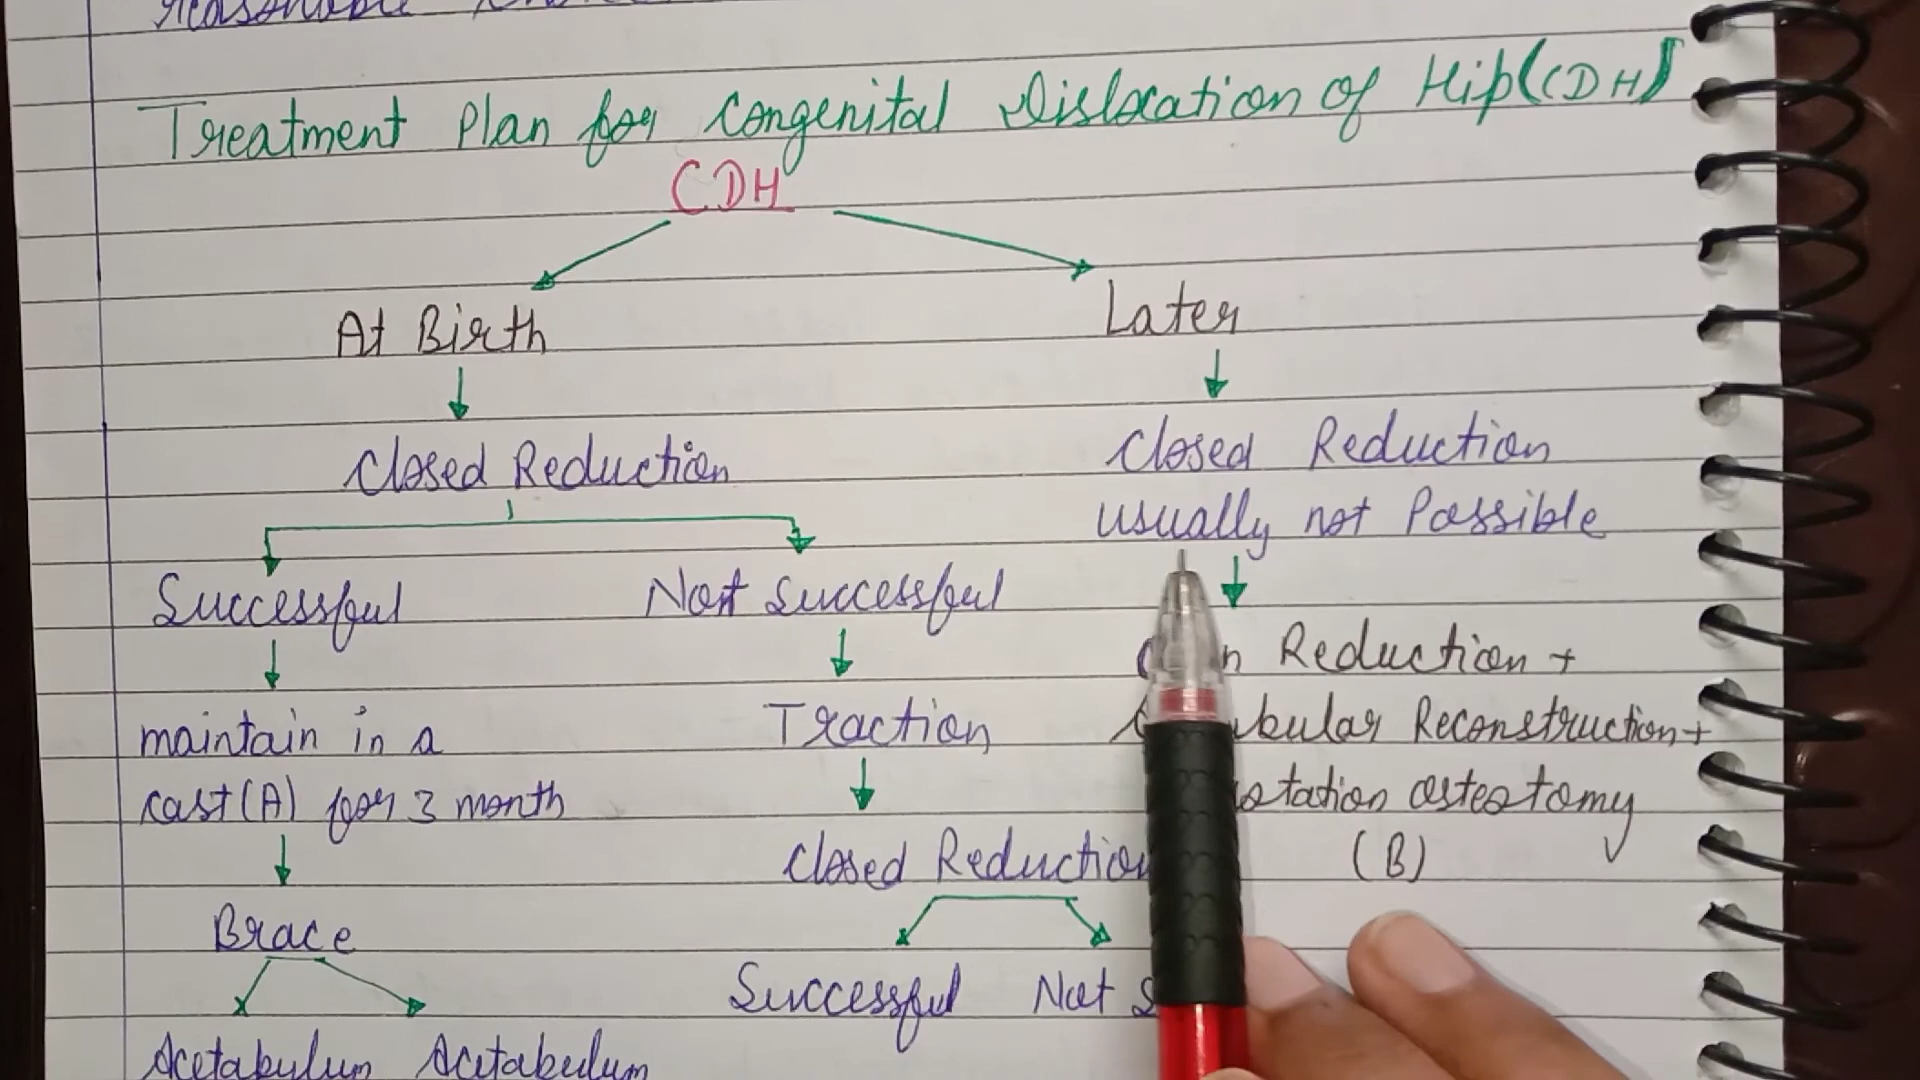 Treatment Plan for Congenital Dislocation of Hip (CDH)
CDH
At Birth
Later
Closed Reduction
Closed Reduction
usually not Possible
Successful
Not Successful
Reduction +
maintain in a
cast (A) for 3 month
Traction
Reconstruction +
osteotomy
(B)
Closed Reduction
Brace
Successful
Not
Acetabulum
Acetabulum